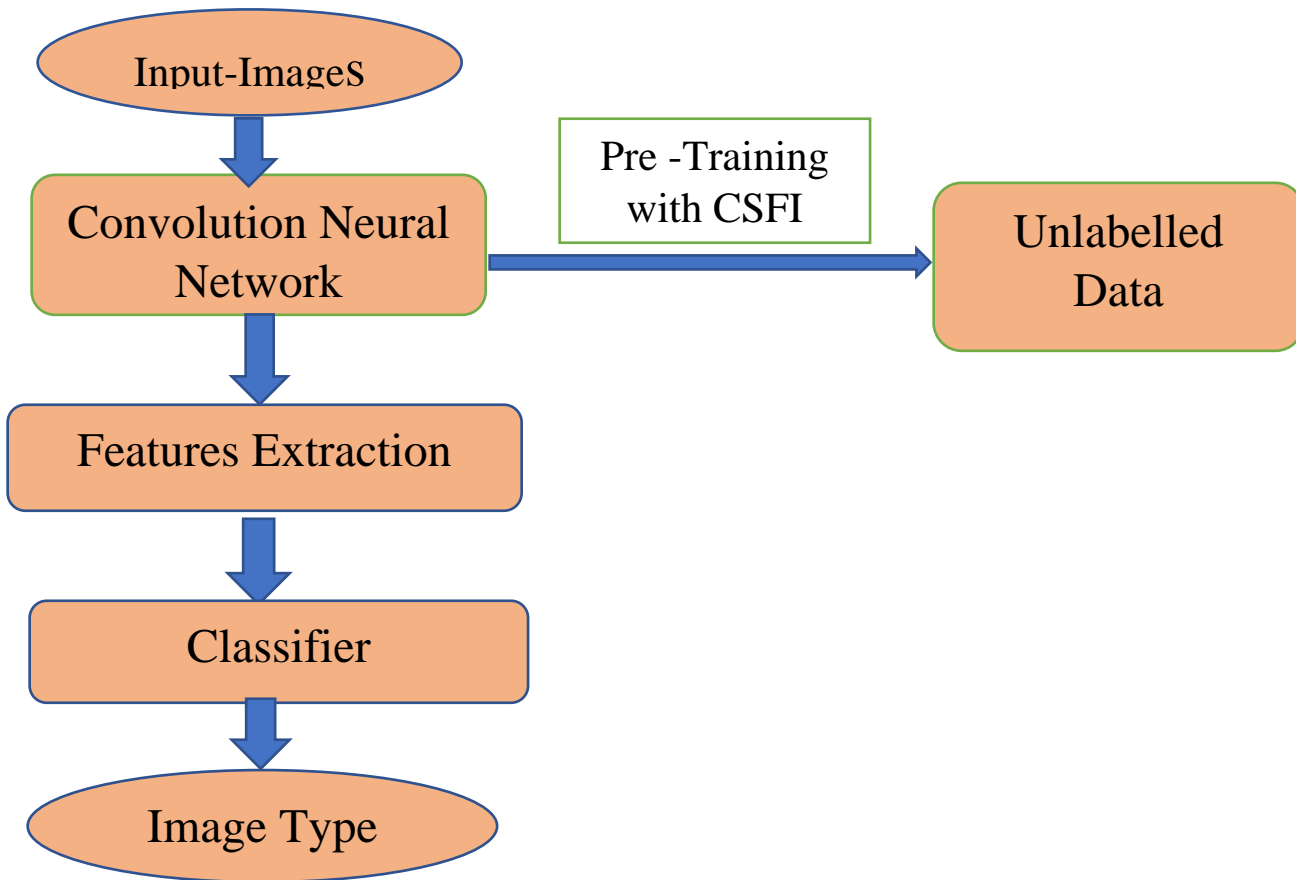 Input-Images
Convolution Neural
Network
Pre -Training
with CSFI
Unlabelled
Data
Features Extraction
Classifier
Image Type